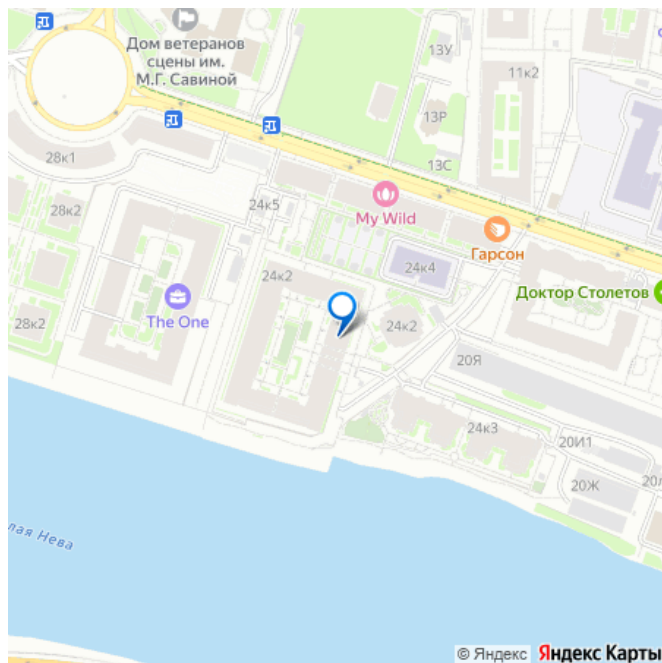 Дом ветеранов
сцены им.
М.Г. Савиной
13У
11к2
13Р
13С
28к1
My Wild
Гарсон
28к2
24к5
24к4
24к2
Доктор Столетов
The One
28к2
24к2
20Я
24к3
20И1
20Ж
лая Нева
© Яндекс Яндекс Карты